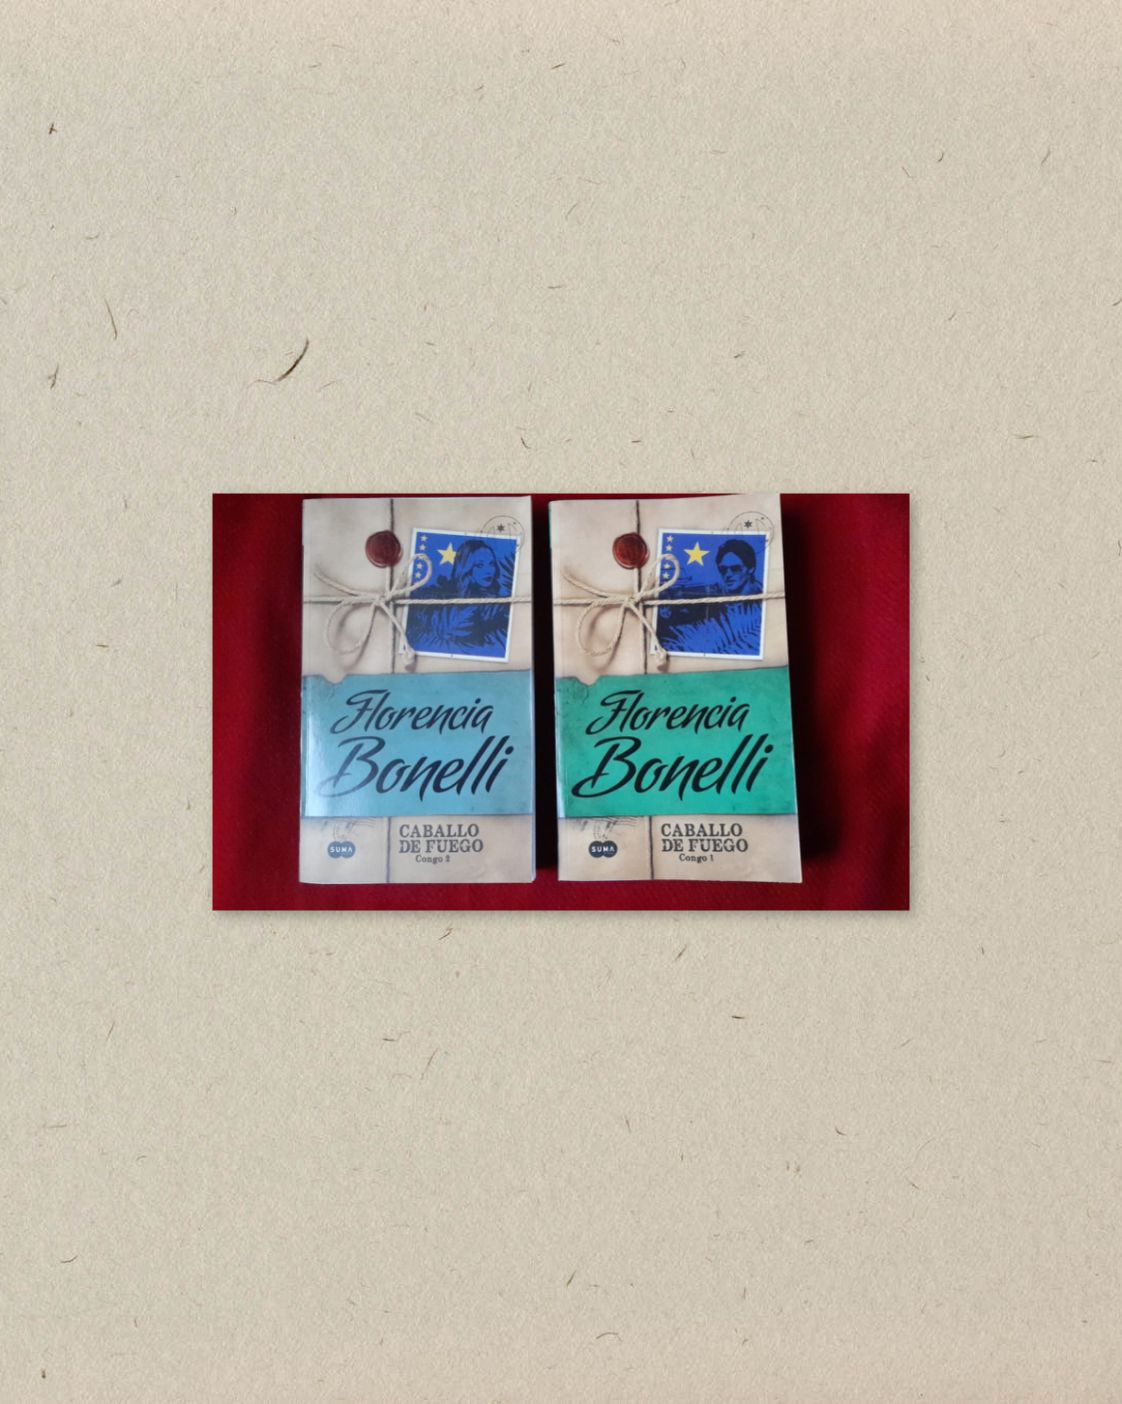 Florencia
Bonelli
CABALLO
DE FUEGO
Congo 2
SUMA
Florencia
Bonelli
CABALLO
DE FUEGO
Congo 1
SUMA